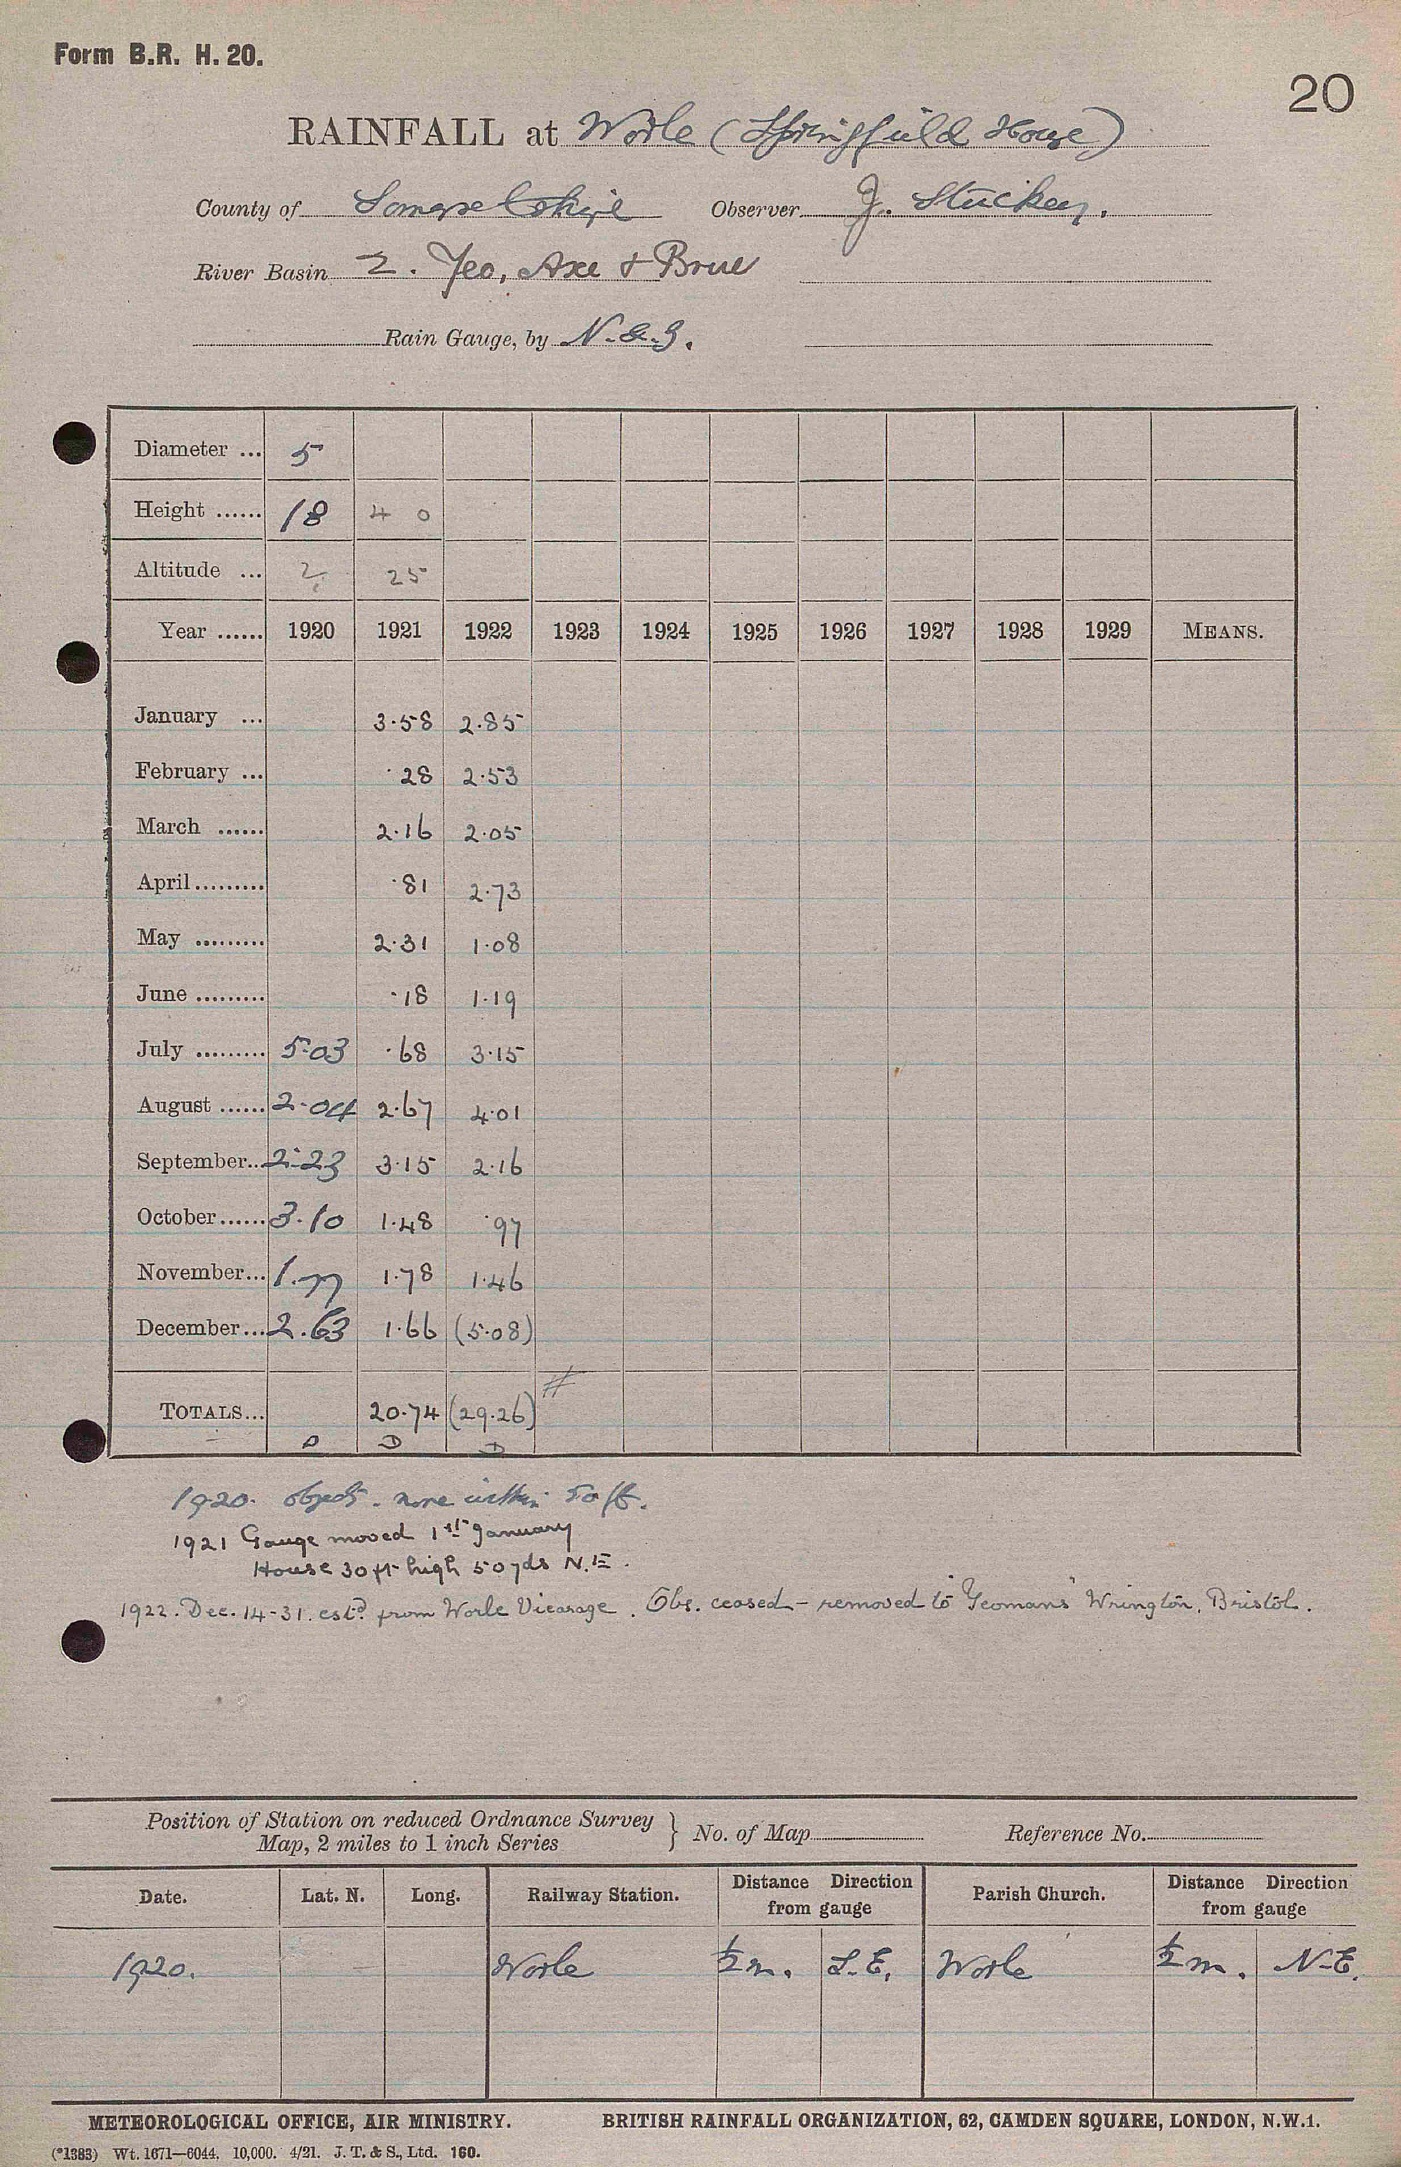 Form B.R. H. 20.
20
RAINFALL at Worle (Springfield House)
County of Somersetshire Observer J. Stuckey.
River Basin 2. Yeo, Axe & Brue
Rain Gauge, by N. & Z.
Diameter ... 5
Height ...... 18 4 0
Altitude ... ? 25
Year ...... 1920 1921 1922 1923 1924 1925 1926 1927 1928 1929 MEANS.
January ... 3.58 2.85
February ... .28 2.53
March ...... 2.16 2.05
April......... .81 2.73
May ......... 2.31 1.08
June ......... .18 1.19
July ......... 5.03 .68 3.15
August ...... 2.04 2.67 4.01
September.. 2.23 3.15 2.16
October...... 3.10 1.48 .97
November... 1.77 1.78 1.46
December... 2.63 1.66 (5.08)
TOTALS... 20.74 (29.26) #
D D D
1920. objects. none within 50 ft.
1921 Gauge moved 1st January
House 30 ft high 50 yds N.E.
1922. Dec. 14-31. estd from Worle Vicarage. Obs. ceased - removed to "Yeomans" Wrington, Bristol.
Position of Station on reduced Ordnance Survey
Map, 2 miles to 1 inch Series } No. of Map Reference No.
Date. Lat. N. Long. Railway Station. Distance Direction from gauge Parish Church. Distance Direction from gauge
1920. Worle ½ m. S.E. Worle ½ m. N-E.
METEOROLOGICAL OFFICE, AIR MINISTRY. BRITISH RAINFALL ORGANIZATION, 62, CAMDEN SQUARE, LONDON, N.W.1.
(*1383) Wt. 1671—6044. 10,000. 4/21. J. T. & S., Ltd. 160.